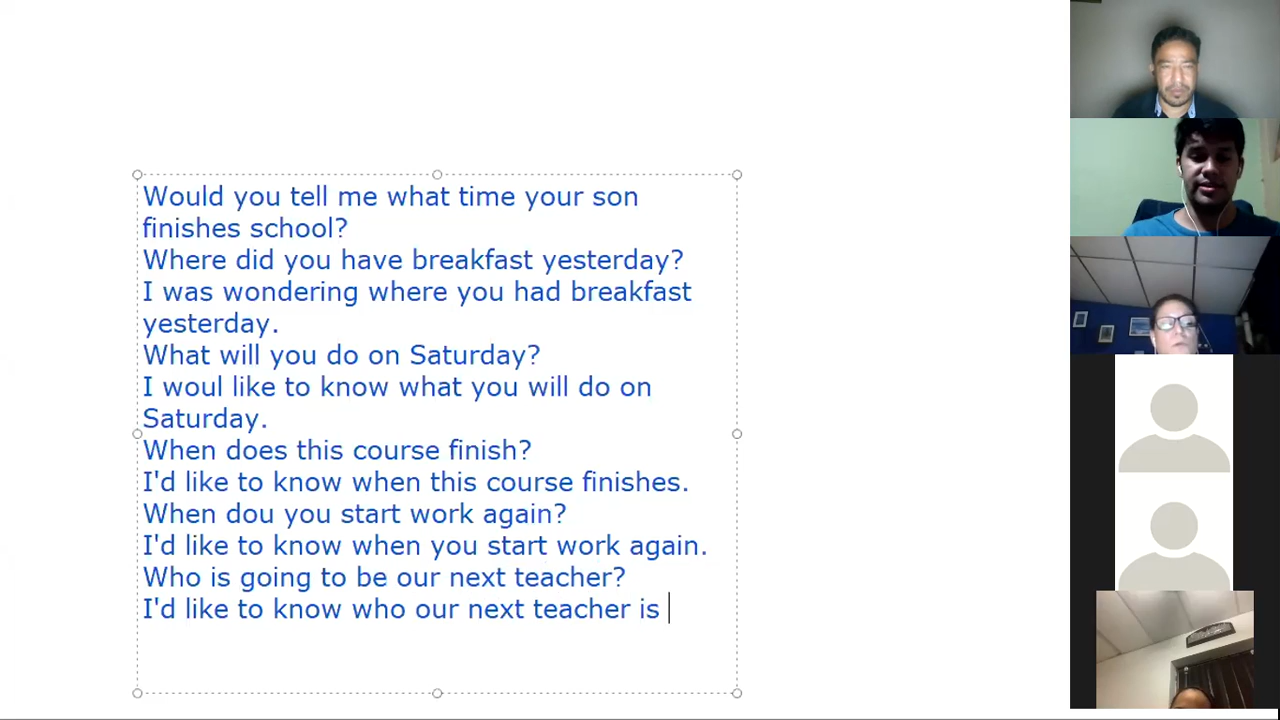 Would you tell me what time your son
finishes school?
Where did you have breakfast yesterday?
I was wondering where you had breakfast
yesterday.
What will you do on Saturday?
I woul like to know what you will do on
Saturday.
When does this course finish?
I'd like to know when this course finishes.
When dou you start work again?
I'd like to know when you start work again.
Who is going to be our next teacher?
I'd like to know who our next teacher is